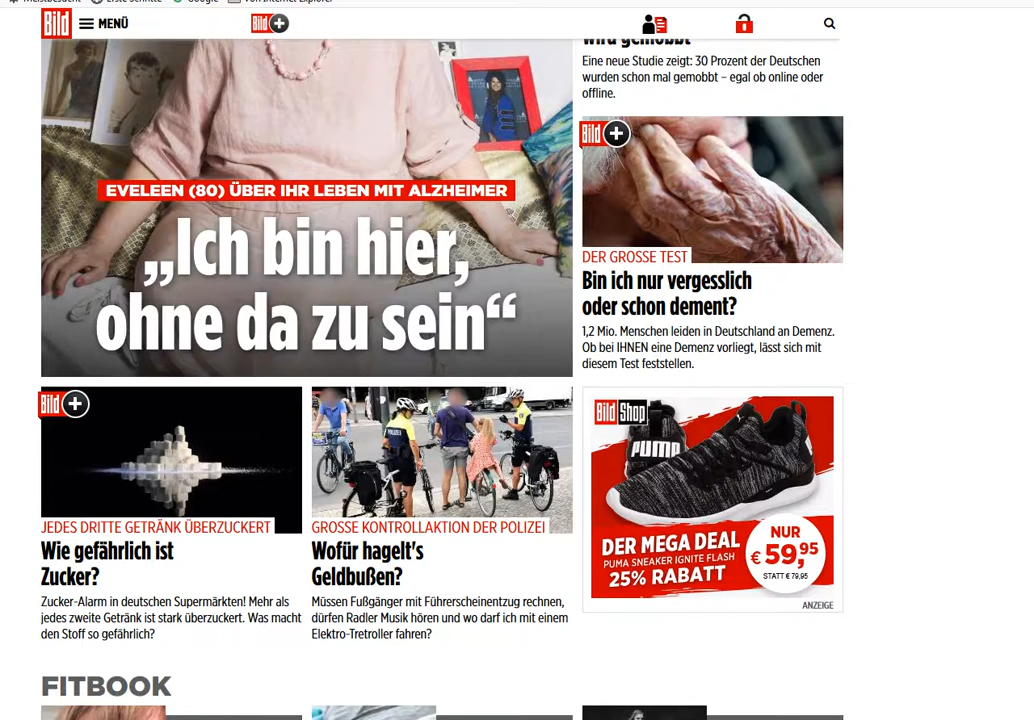 Bild MENÜ Bild+
Eine neue Studie zeigt: 30 Prozent der Deutschen
wurden schon mal gemobbt – egal ob online oder
offline.
EVELEEN (80) ÜBER IHR LEBEN MIT ALZHEIMER
„Ich bin hier,
ohne da zu sein“
Bild+
DER GROSSE TEST
Bin ich nur vergesslich
oder schon dement?
1,2 Mio. Menschen leiden in Deutschland an Demenz.
Ob bei IHNEN eine Demenz vorliegt, lässt sich mit
diesem Test feststellen.
Bild+
JEDES DRITTE GETRÄNK ÜBERZUCKERT
Wie gefährlich ist
Zucker?
Zucker-Alarm in deutschen Supermärkten! Mehr als
jedes zweite Getränk ist stark überzuckert. Was macht
den Stoff so gefährlich?
POLIZEI
GROSSE KONTROLLAKTION DER POLIZEI
Wofür hagelt's
Geldbußen?
Müssen Fußgänger mit Führerscheinentzug rechnen,
dürfen Radler Musik hören und wo darf ich mit einem
Elektro-Tretroller fahren?
Bild Shop
PUMA
DER MEGA DEAL
PUMA SNEAKER IGNITE FLASH
25% RABATT
NUR
€ 59,95
STATT € 79,95
ANZEIGE
FITBOOK